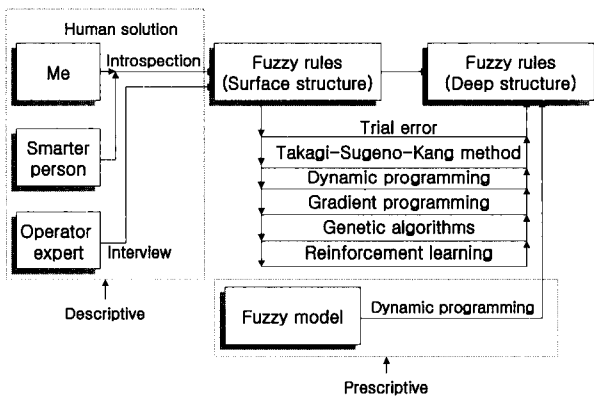 Human solution
Me
Introspection
Fuzzy rules
(Surface structure)
Fuzzy rules
(Deep structure)
Smarter
person
Operator
expert
Interview
Trial error
Takagi-Sugeno-Kang method
Dynamic programming
Gradient programming
Genetic algorithms
Reinforcement learning
Descriptive
Fuzzy model
Dynamic programming
Prescriptive